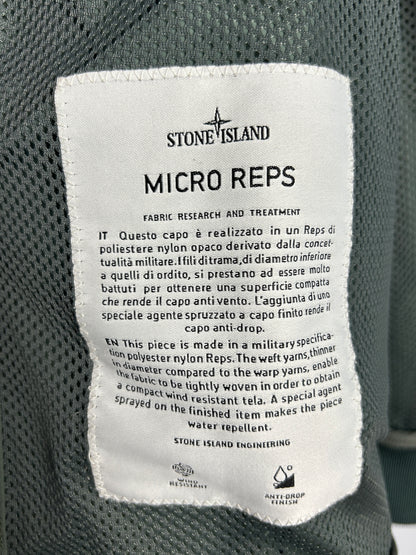 STONE ISLAND
MICRO REPS
FABRIC RESEARCH AND TREATMENT
IT Questo capo è realizzato in un Reps di
poliestere nylon opaco derivato dalla concet-
tualità militare. I fili di trama, di diametro inferiore
a quelli di ordito, si prestano ad essere molto
battuti per ottenere una superficie compatta
che rende il capo anti vento. L'aggiunta di uno
speciale agente spruzzato a capo finito rende il
capo anti-drop.
EN This piece is made in a military specifica-
tion polyester nylon Reps. The weft yarns, thinner
in diameter compared to the warp yarns, enable
the fabric to be tightly woven in order to obtain
a compact wind resistant tela. A special agent
sprayed on the finished item makes the piece
water repellent.
STONE ISLAND ENGINEERING
WIND
RESISTANT
ANTI-DROP
FINISH